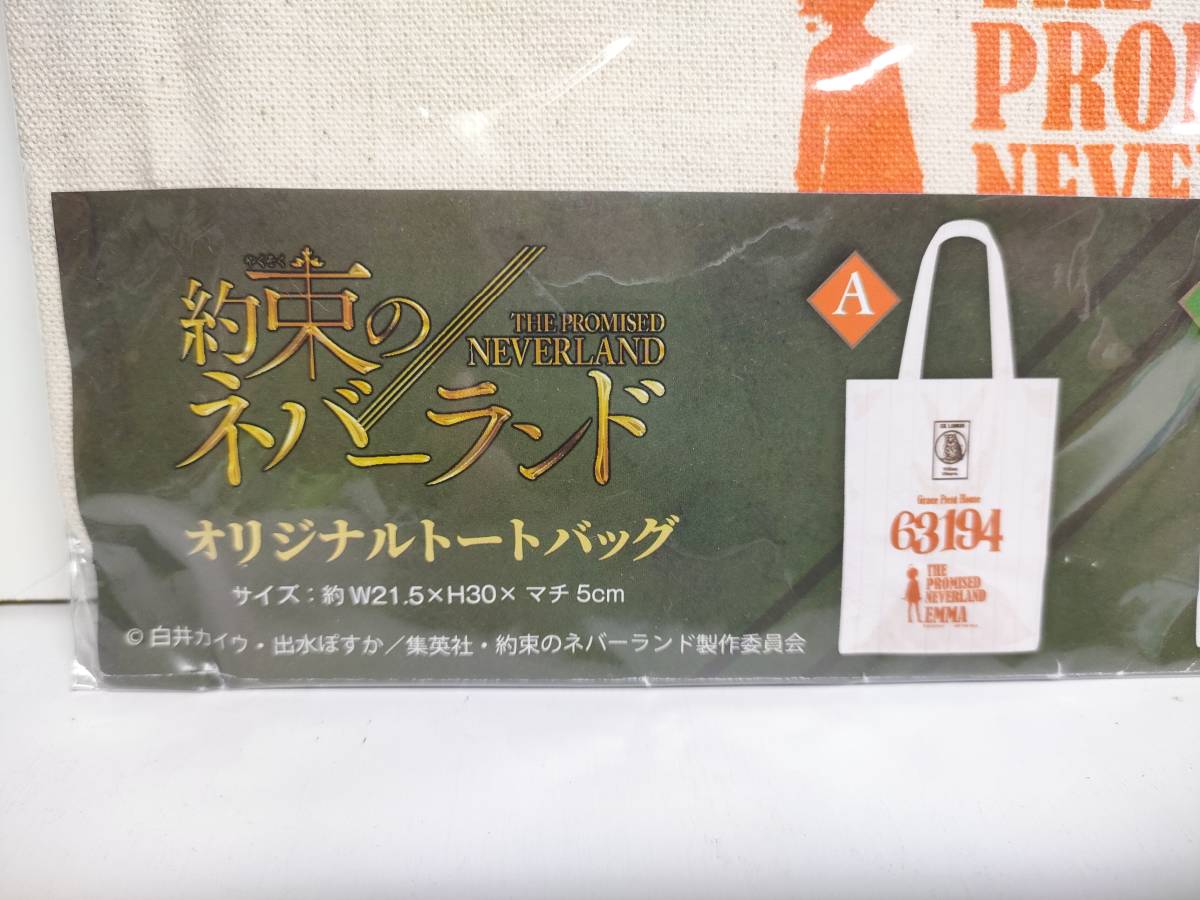 THE
PRO
NEVE
やくそく
約束の
ネバーランド
THE PROMISED
NEVERLAND
オリジナルトートバッグ
サイズ：約 W21.5×H30× マチ 5cm
© 白井カイウ・出水ぽすか／集英社・約束のネバーランド製作委員会
A
Grace Field House
63194
THE
PROMISED
NEVERLAND
EMMA